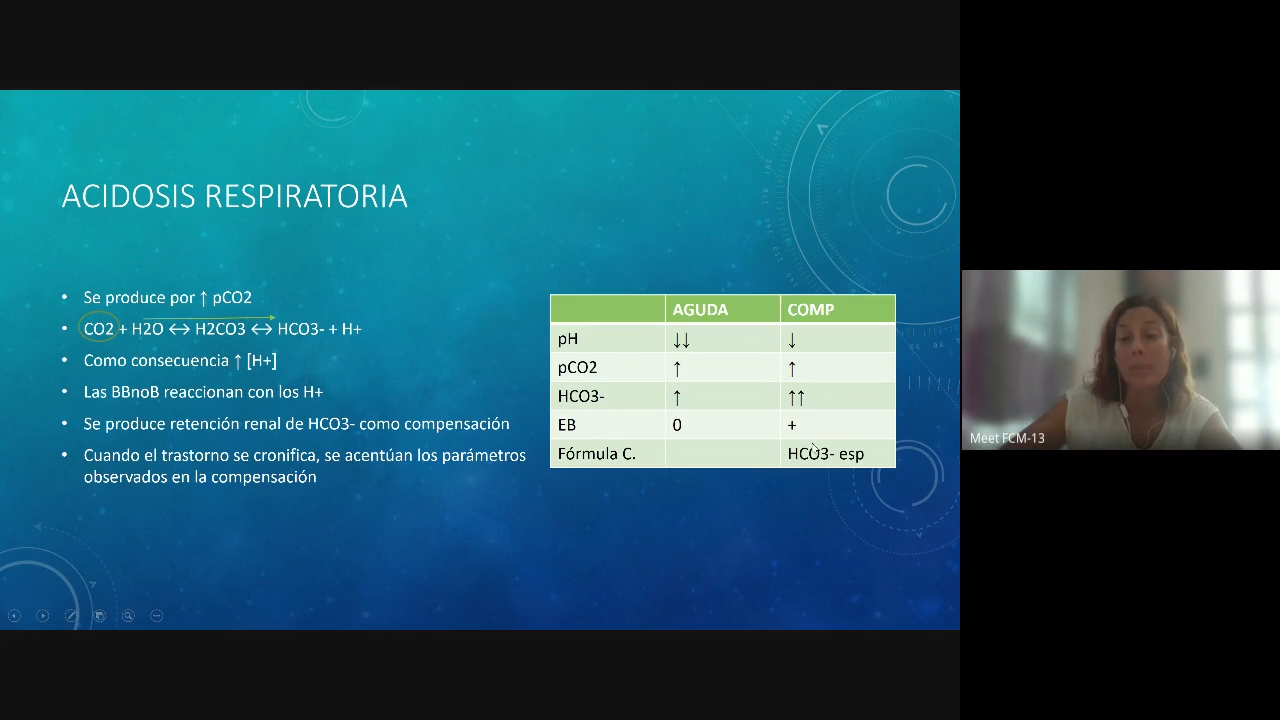 ACIDOSIS RESPIRATORIA
• Se produce por ↑ pCO2
• CO2 + H2O ↔ H2CO3 ↔ HCO3- + H+
• Como consecuencia ↑ [H+]
• Las BBnoB reaccionan con los H+
• Se produce retención renal de HCO3- como compensación
• Cuando el trastorno se cronifica, se acentúan los parámetros
observados en la compensación
AGUDA COMP
pH ↓↓ ↓
pCO2 ↑ ↑
HCO3- ↑ ↑↑
EB 0 +
Fórmula C. HCO3- esp
Meet FCM-13